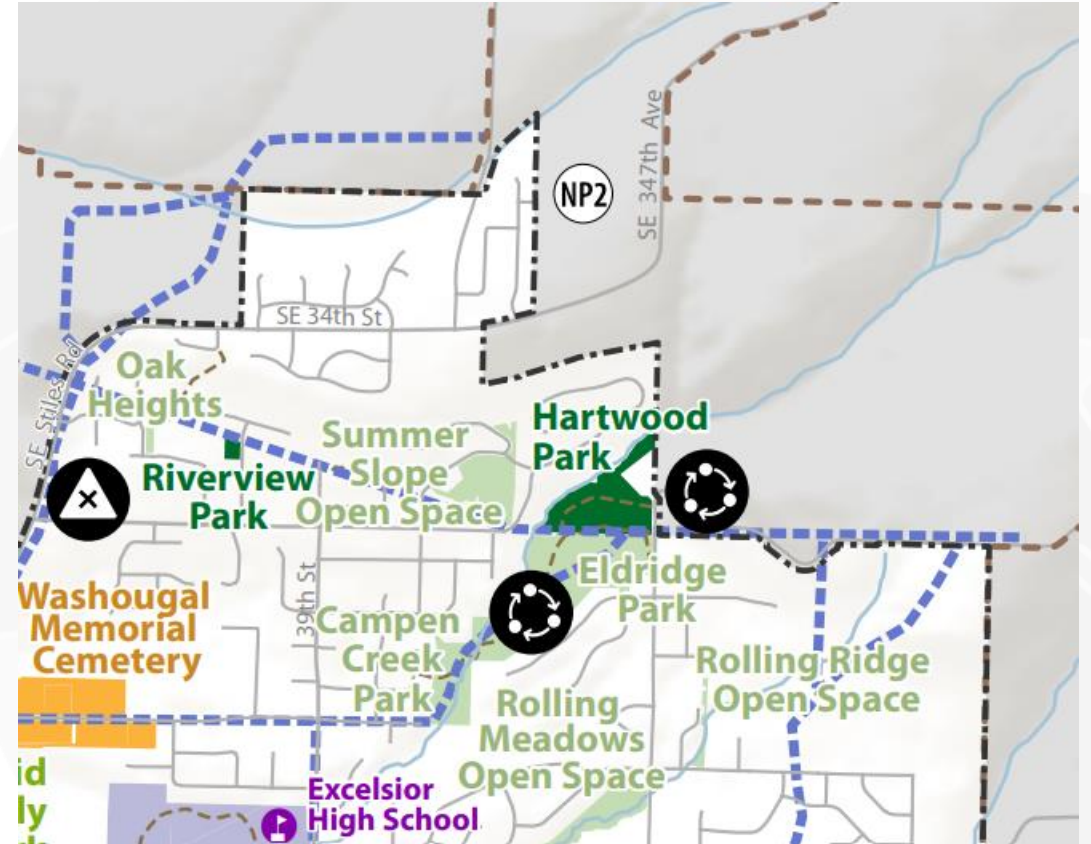 SE 347th Ave
NP2
SE 34th St
SE Stiles Rd
Oak
Heights
Hartwood
Park
Summer
Slope
Open Space
Riverview
Park
39th St
Eldridge
Park
Washougal
Memorial
Cemetery
Campen
Creek
Park
Rolling Ridge
Open Space
Rolling
Meadows
Open Space
id
ly
Excelsior
High School